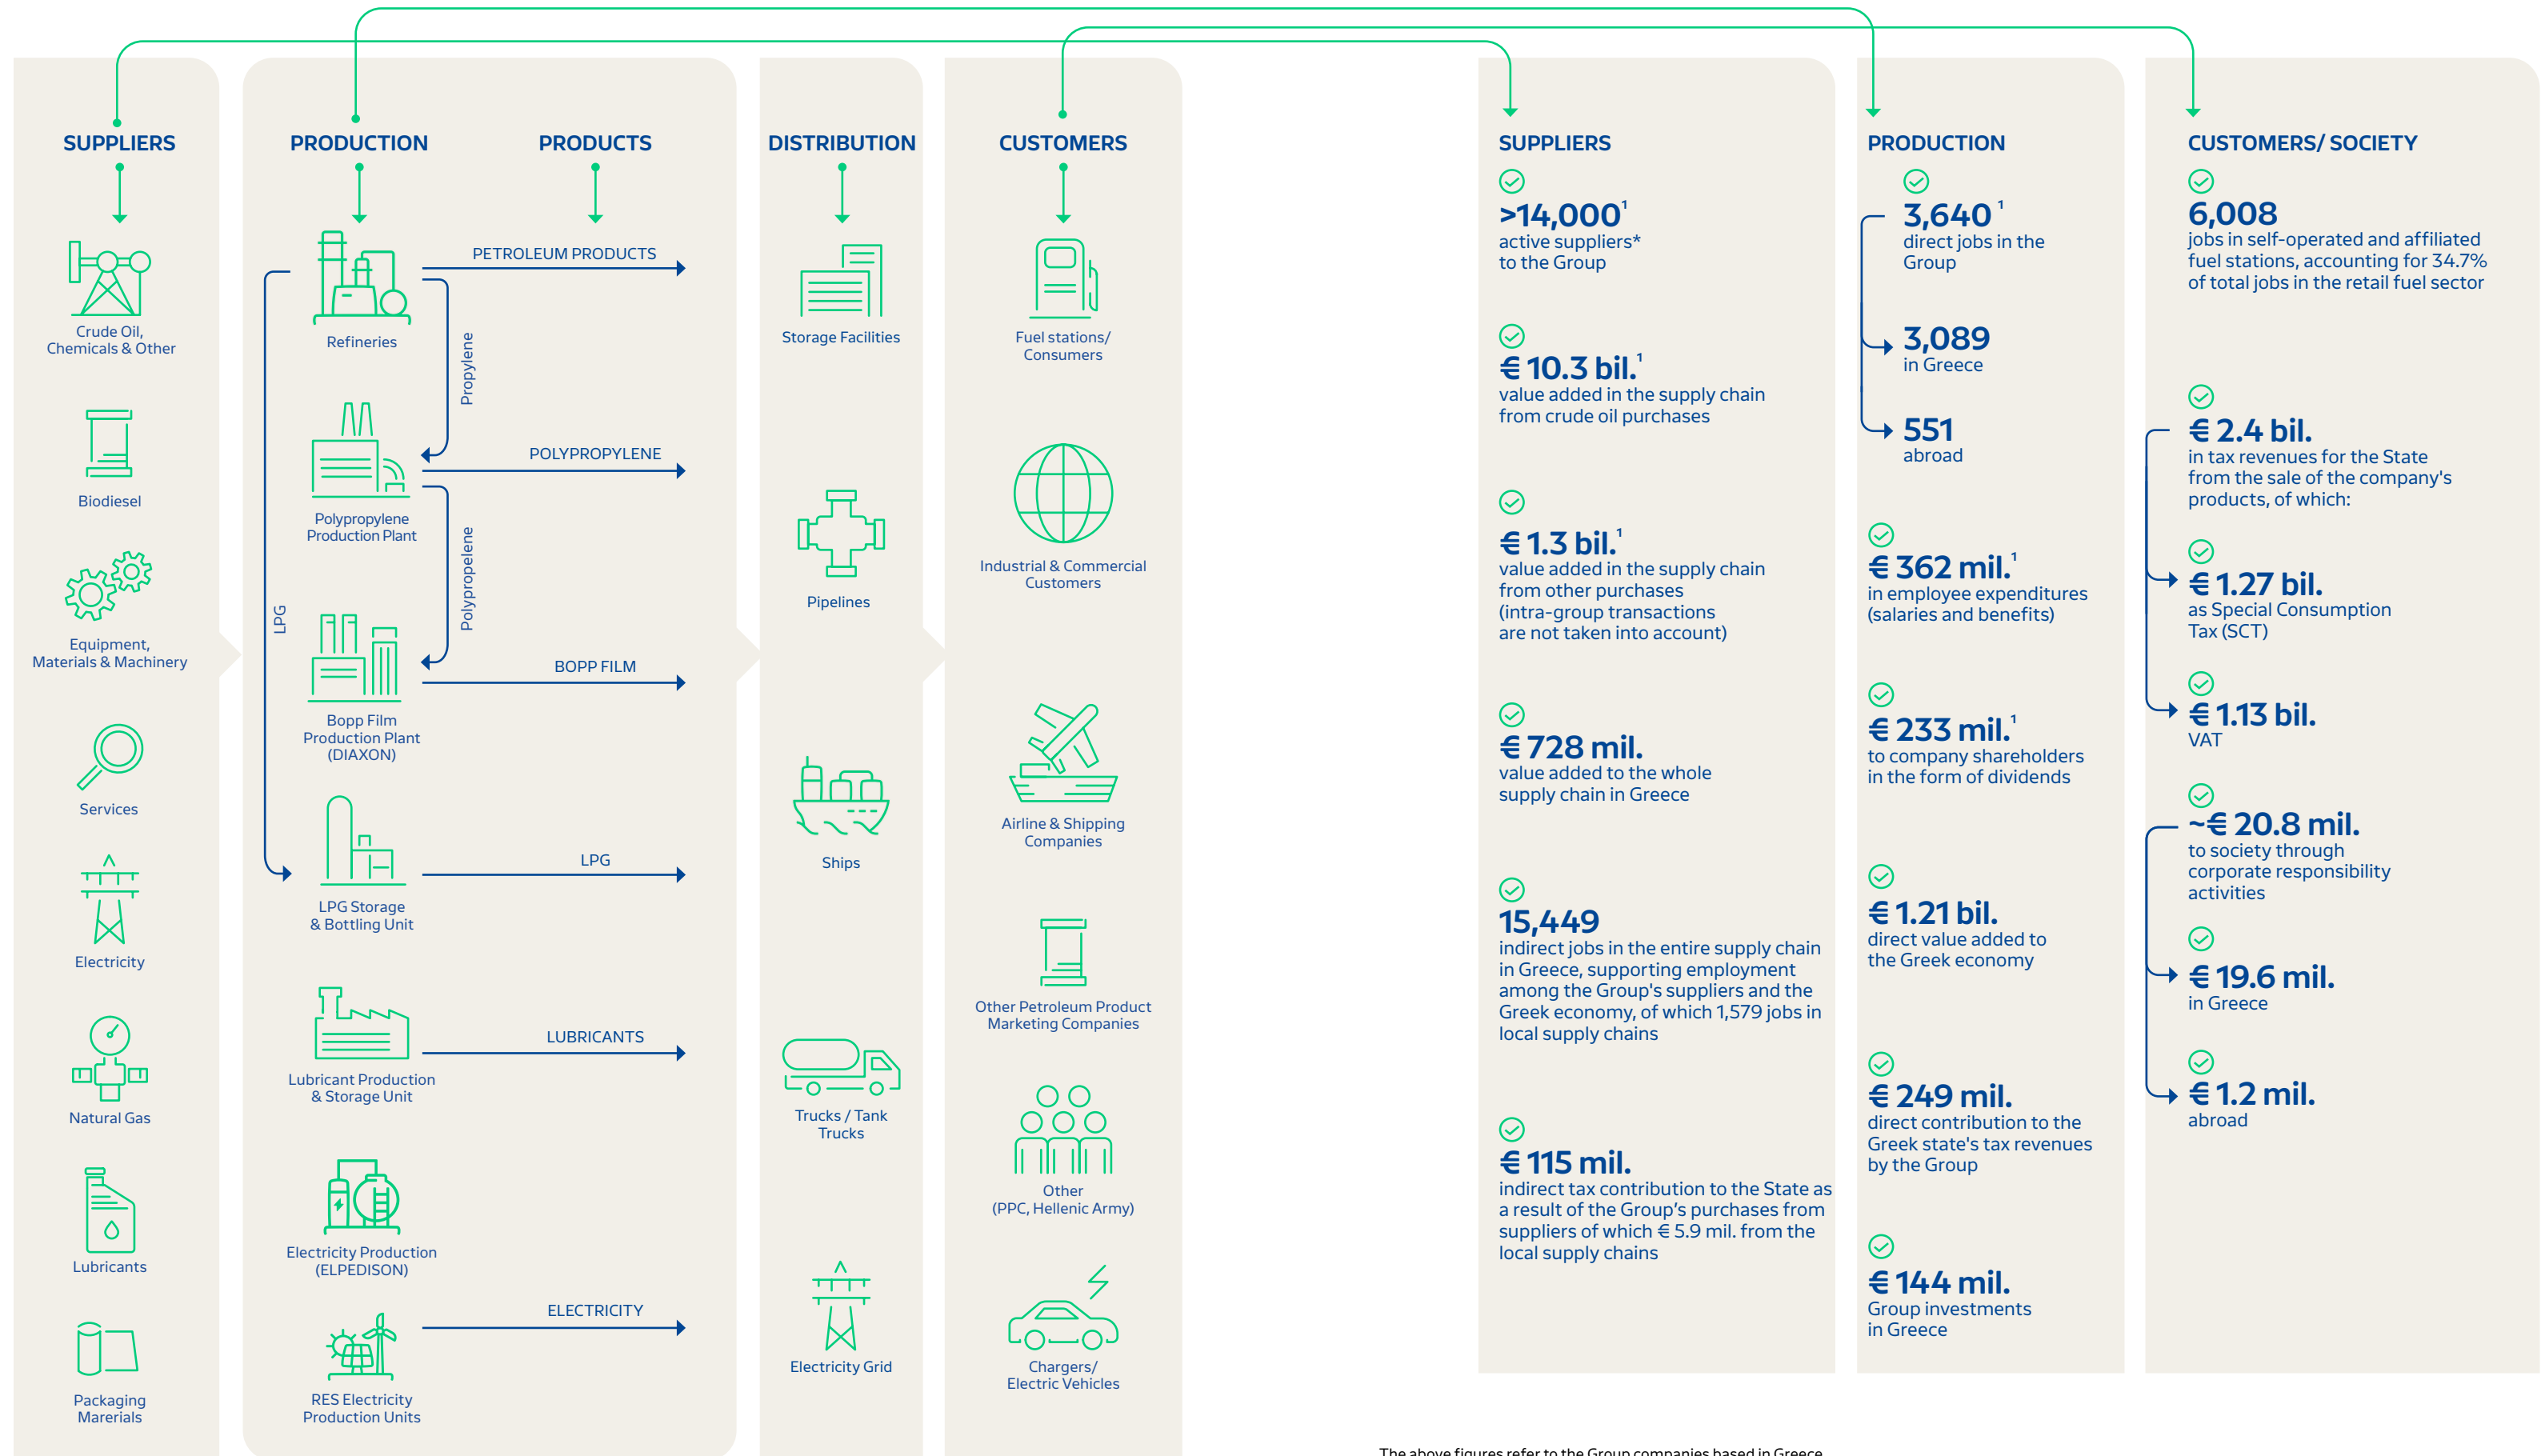 SUPPLIERS
Crude Oil,
Chemicals & Other
Biodiesel
Equipment,
Materials & Machinery
Services
Electricity
Natural Gas
Lubricants
Packaging
Marerials
PRODUCTION
Refineries
Propylene
Polypropylene
Production Plant
Polypropelene
LPG
Bopp Film
Production Plant
(DIAXON)
LPG Storage
& Bottling Unit
Lubricant Production
& Storage Unit
Electricity Production
(ELPEDISON)
RES Electricity
Production Units
PRODUCTS
PETROLEUM PRODUCTS
POLYPROPYLENE
BOPP FILM
LPG
LUBRICANTS
ELECTRICITY
DISTRIBUTION
Storage Facilities
Pipelines
Ships
Trucks / Tank
Trucks
Electricity Grid
CUSTOMERS
Fuel stations/
Consumers
Industrial & Commercial
Customers
Airline & Shipping
Companies
Other Petroleum Product
Marketing Companies
Other
(PPC, Hellenic Army)
Chargers/
Electric Vehicles
SUPPLIERS
>14,000¹
active suppliers*
to the Group
€ 10.3 bil.¹
value added in the supply chain
from crude oil purchases
€ 1.3 bil.¹
value added in the supply chain
from other purchases
(intra-group transactions
are not taken into account)
€ 728 mil.
value added to the whole
supply chain in Greece
15,449
indirect jobs in the entire supply chain
in Greece, supporting employment
among the Group's suppliers and the
Greek economy, of which 1,579 jobs in
local supply chains
€ 115 mil.
indirect tax contribution to the State as
a result of the Group’s purchases from
suppliers of which € 5.9 mil. from the
local supply chains
PRODUCTION
3,640 ¹
direct jobs in the
Group
3,089
in Greece
551
abroad
€ 362 mil.¹
in employee expenditures
(salaries and benefits)
€ 233 mil.¹
to company shareholders
in the form of dividends
€ 1.21 bil.
direct value added to
the Greek economy
€ 249 mil.
direct contribution to the
Greek state's tax revenues
by the Group
€ 144 mil.
Group investments
in Greece
CUSTOMERS/ SOCIETY
6,008
jobs in self-operated and affiliated
fuel stations, accounting for 34.7%
of total jobs in the retail fuel sector
€ 2.4 bil.
in tax revenues for the State
from the sale of the company's
products, of which:
€ 1.27 bil.
as Special Consumption
Tax (SCT)
€ 1.13 bil.
VAT
~€ 20.8 mil.
to society through
corporate responsibility
activities
€ 19.6 mil.
in Greece
€ 1.2 mil.
abroad
The above figures refer to the Group companies based in Greece